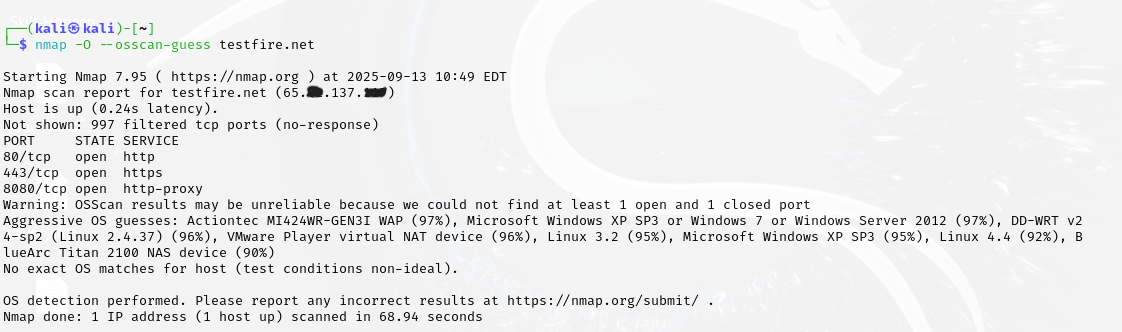 ┌──(kali㉿kali)-[~]
└─$ nmap -O --osscan-guess testfire.net
Starting Nmap 7.95 ( https://nmap.org ) at 2025-09-13 10:49 EDT
Nmap scan report for testfire.net (65. .137. )
Host is up (0.24s latency).
Not shown: 997 filtered tcp ports (no-response)
PORT     STATE SERVICE
80/tcp   open  http
443/tcp  open  https
8080/tcp open  http-proxy
Warning: OSScan results may be unreliable because we could not find at least 1 open and 1 closed port
Aggressive OS guesses: Actiontec MI424WR-GEN3I WAP (97%), Microsoft Windows XP SP3 or Windows 7 or Windows Server 2012 (97%), DD-WRT v2
4-sp2 (Linux 2.4.37) (96%), VMware Player virtual NAT device (96%), Linux 3.2 (95%), Microsoft Windows XP SP3 (95%), Linux 4.4 (92%), B
lueArc Titan 2100 NAS device (90%)
No exact OS matches for host (test conditions non-ideal).
OS detection performed. Please report any incorrect results at https://nmap.org/submit/ .
Nmap done: 1 IP address (1 host up) scanned in 68.94 seconds